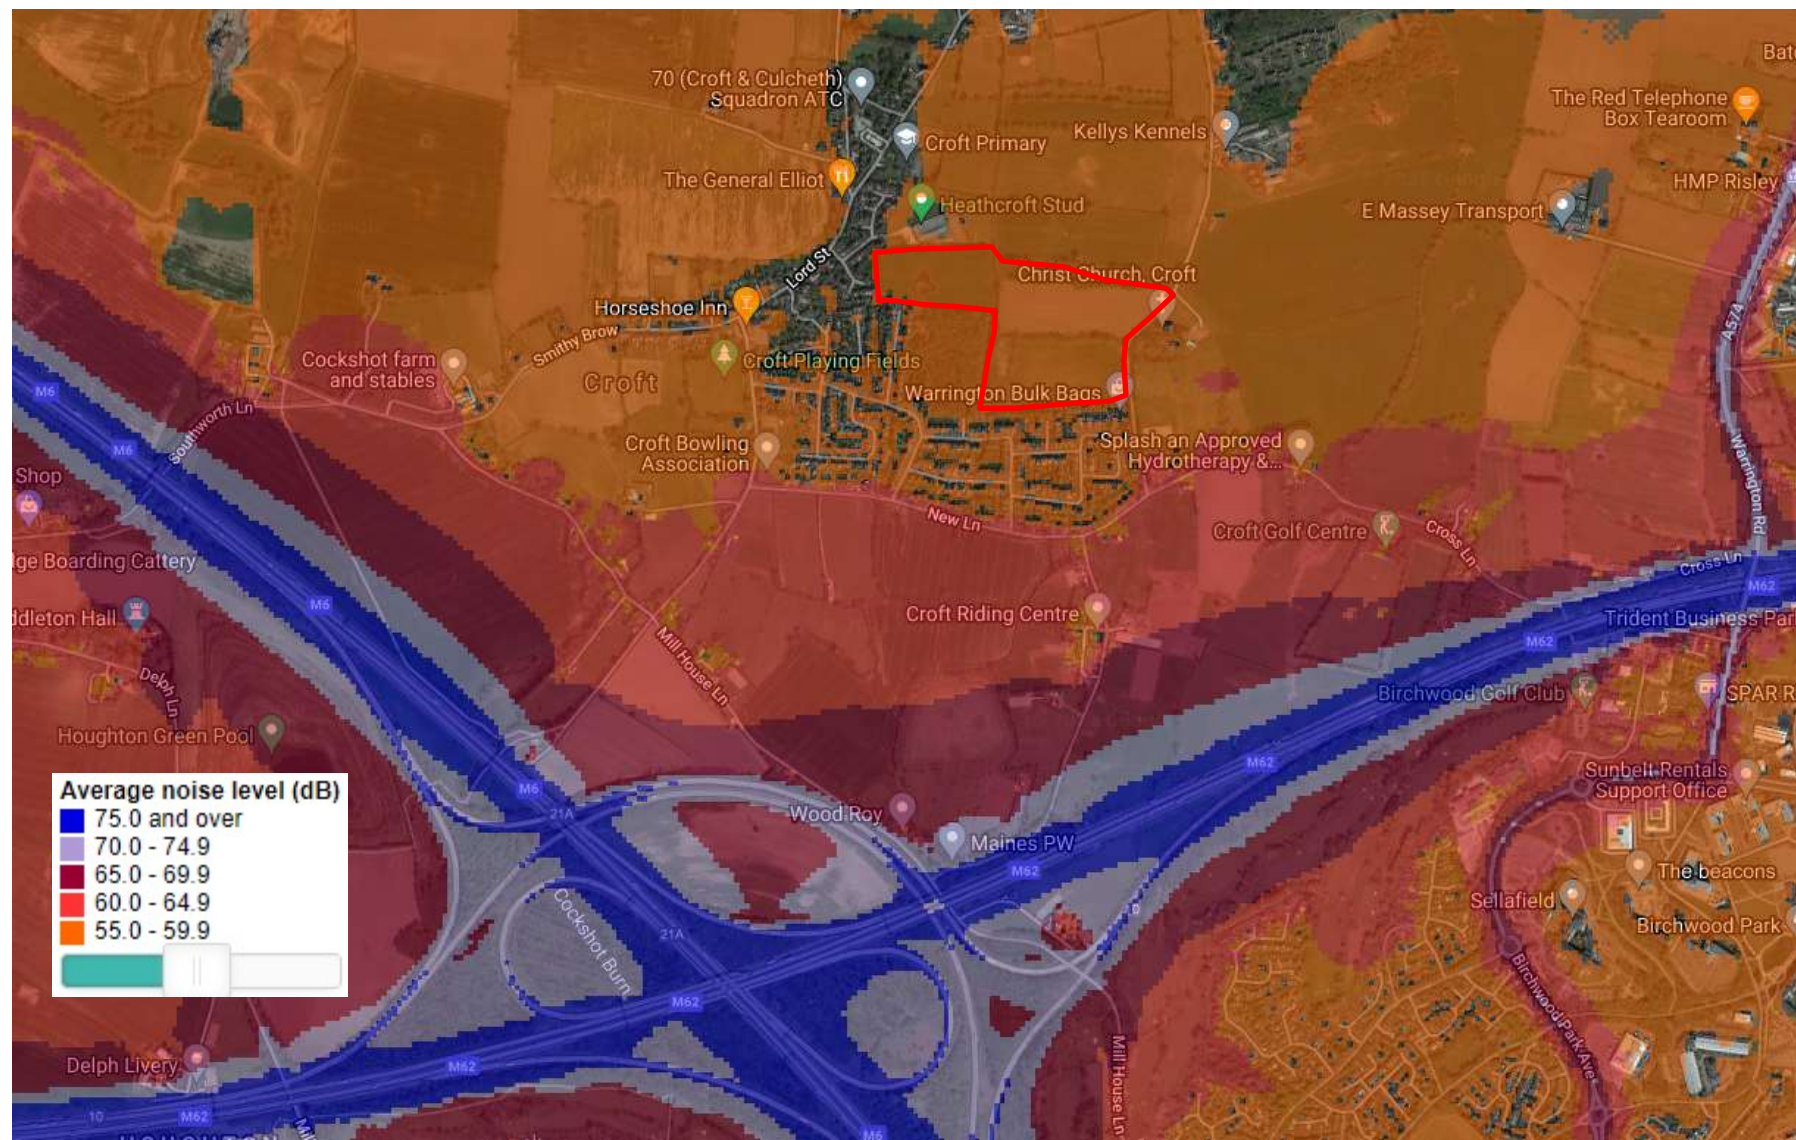 70 (Croft & Culcheth)
Squadron ATC
Croft Primary
Kellys Kennels
Bat
The Red Telephone
Box Tearoom
The General Elliot
Heathcroft Stud
E Massey Transport
HMP Risley
Lord St
Christ Church, Croft
Horseshoe Inn
Smithy Brow
A574
Cockshot farm
and stables
Croft
Croft Playing Fields
Warrington Bulk Bags
M6
Southworth Ln
M6
Croft Bowling
Association
Splash an Approved
Hydrotherapy &...
Warrington Rd
Shop
New Ln
Croft Golf Centre
Cross Ln
Cross Ln
ge Boarding Cattery
M62
M6
ddleton Hall
Croft Riding Centre
Trident Business Par
M62
Mill House Ln
Delph Ln
Birchwood Golf Club
SPAR R
Houghton Green Pool
M62
Sunbelt Rentals
Support Office
Average noise level (dB)
75.0 and over
70.0 - 74.9
65.0 - 69.9
60.0 - 64.9
55.0 - 59.9
M6
21A
Wood Roy
Maines PW
M62
The beacons
Cockshot Burn
Sellafield
Birchwood Park
21A
M62
Birchwood Park Ave
Mill House Ln
Delph Livery
M62
10
M62
Mil
M6